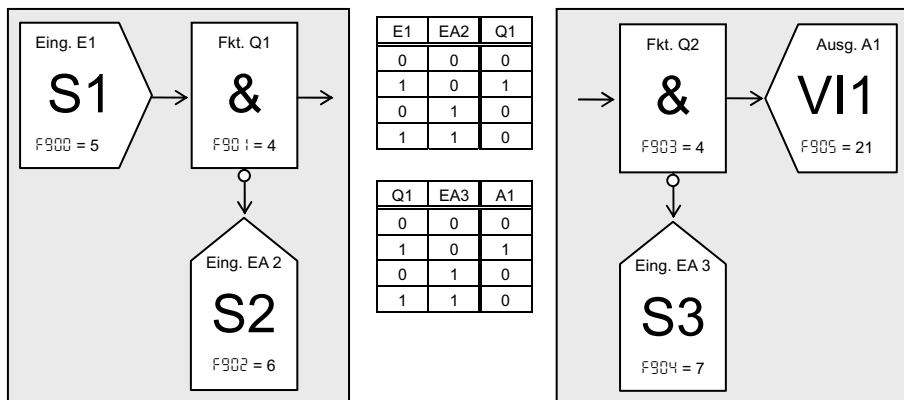 Eing. E1
S1
F900 = 5
Fkt. Q1
&
F901 = 4
Eing. EA 2
S2
F902 = 6
E1 EA2 Q1
0 0 0
1 0 1
0 1 0
1 1 0
Q1 EA3 A1
0 0 0
1 0 1
0 1 0
1 1 0
Fkt. Q2
&
F903 = 4
Ausg. A1
VI1
F905 = 21
Eing. EA 3
S3
F904 = 7